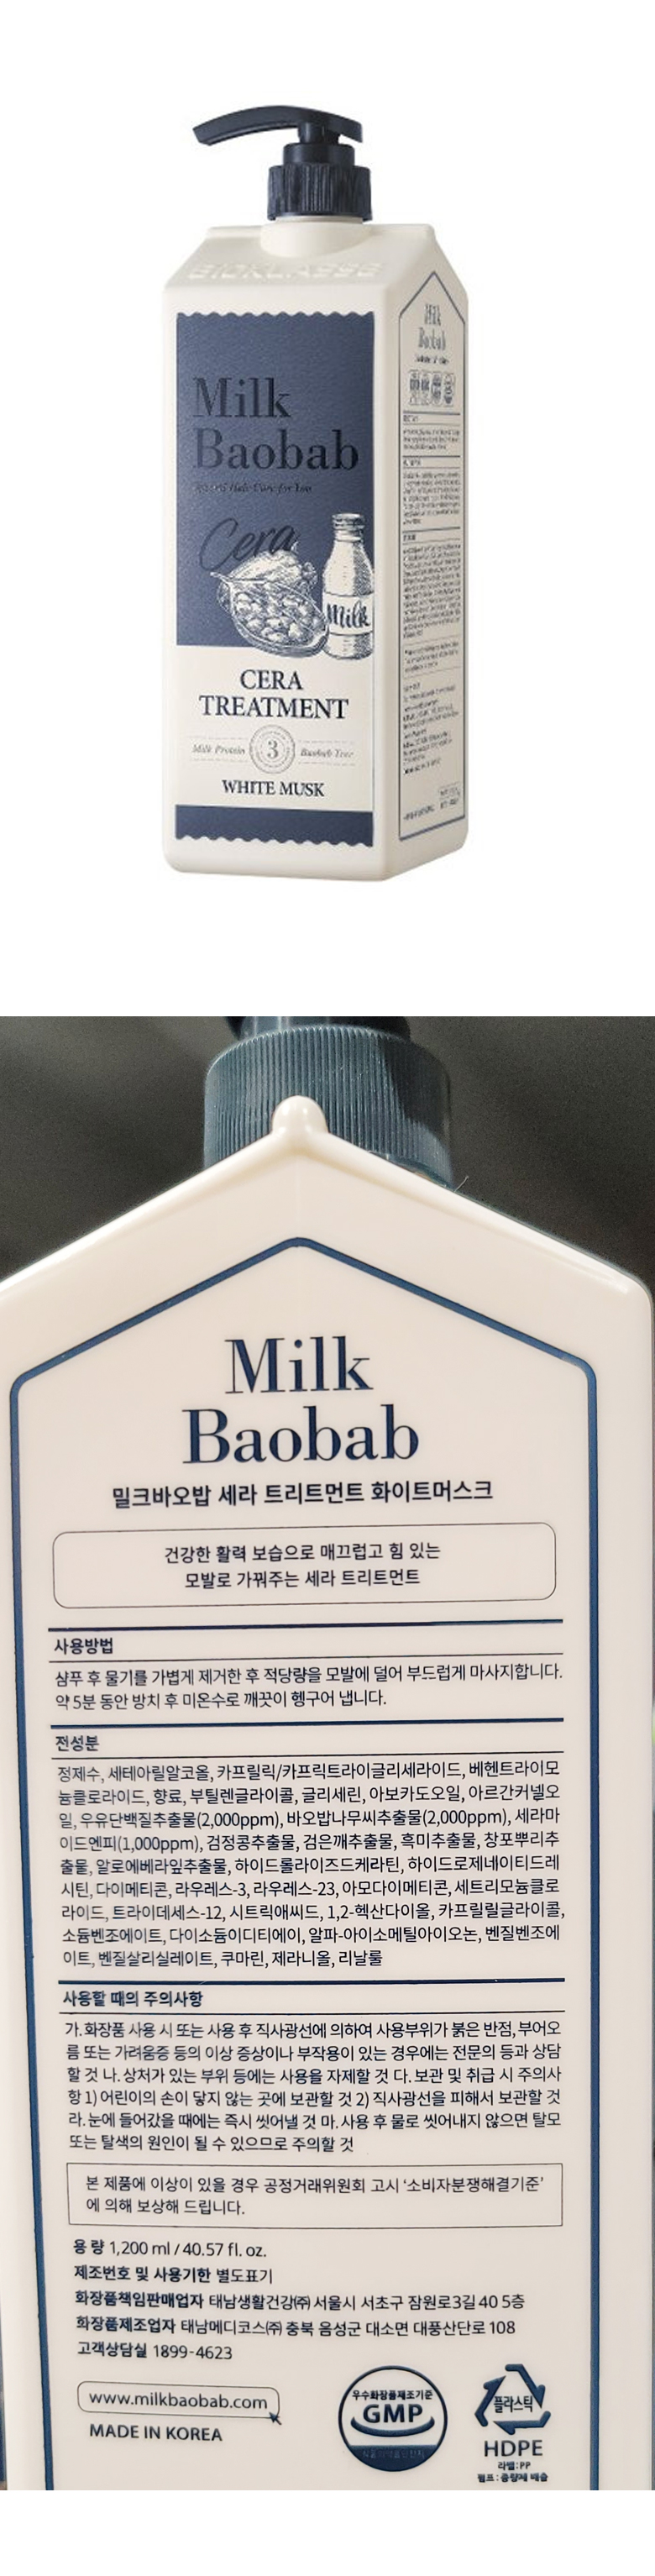 Milk
Baobab
Cera
Milk
CERA
TREATMENT
Milk Protein
3
Baobab Tree
WHITE MUSK
Milk
Baobab
Milk
Baobab
밀크바오밥 세라 트리트먼트 화이트머스크
건강한 활력 보습으로 매끄럽고 힘 있는
모발로 가꿔주는 세라 트리트먼트
사용방법
샴푸 후 물기를 가볍게 제거한 후 적당량을 모발에 덜어 부드럽게 마사지합니다.
약 5분 동안 방치 후 미온수로 깨끗이 헹구어 냅니다.
전성분
정제수, 세테아릴알코올, 카프릴릭/카프릭트라이글리세라이드, 베헨트라이모
늄클로라이드, 향료, 부틸렌글라이콜, 글리세린, 아보카도오일, 아르간커넬오
일, 우유단백질추출물(2,000ppm), 바오밥나무씨추출물(2,000ppm), 세라마
이드엔피(1,000ppm), 검정콩추출물, 검은깨추출물, 흑미추출물, 창포뿌리추
출물, 알로에베라잎추출물, 하이드롤라이즈드케라틴, 하이드로제네이티드레
시틴, 다이메티콘, 라우레스-3, 라우레스-23, 아모다이메티콘, 세트리모늄클로
라이드, 트라이데세스-12, 시트릭애씨드, 1,2-헥산다이올, 카프릴릴글라이콜,
소듐벤조에이트, 다이소듐이디티에이, 알파-아이소메틸아이오논, 벤질벤조에
이트, 벤질살리실레이트, 쿠마린, 제라니올, 리날룰
사용할 때의 주의사항
가. 화장품 사용 시 또는 사용 후 직사광선에 의하여 사용부위가 붉은 반점, 부어오
름 또는 가려움증 등의 이상 증상이나 부작용이 있는 경우에는 전문의 등과 상담
할 것 나. 상처가 있는 부위 등에는 사용을 자제할 것 다. 보관 및 취급 시 주의사
항 1) 어린이의 손이 닿지 않는 곳에 보관할 것 2) 직사광선을 피해서 보관할 것
라. 눈에 들어갔을 때에는 즉시 씻어낼 것 마. 사용 후 물로 씻어내지 않으면 탈모
또는 탈색의 원인이 될 수 있으므로 주의할 것
본 제품에 이상이 있을 경우 공정거래위원회 고시 ‘소비자분쟁해결기준’
에 의해 보상해 드립니다.
용 량 1,200 ml / 40.57 fl. oz.
제조번호 및 사용기한 별도표기
화장품책임판매업자 태남생활건강㈜ 서울시 서초구 잠원로3길 40 5층
화장품제조업자 태남메디코스㈜ 충북 음성군 대소면 대풍산단로 108
고객상담실 1899-4623
www.milkbaobab.com
MADE IN KOREA
우수화장품제조기준
GMP
플라스틱
HDPE
라벨 : PP
펌프 : 종량제 배출